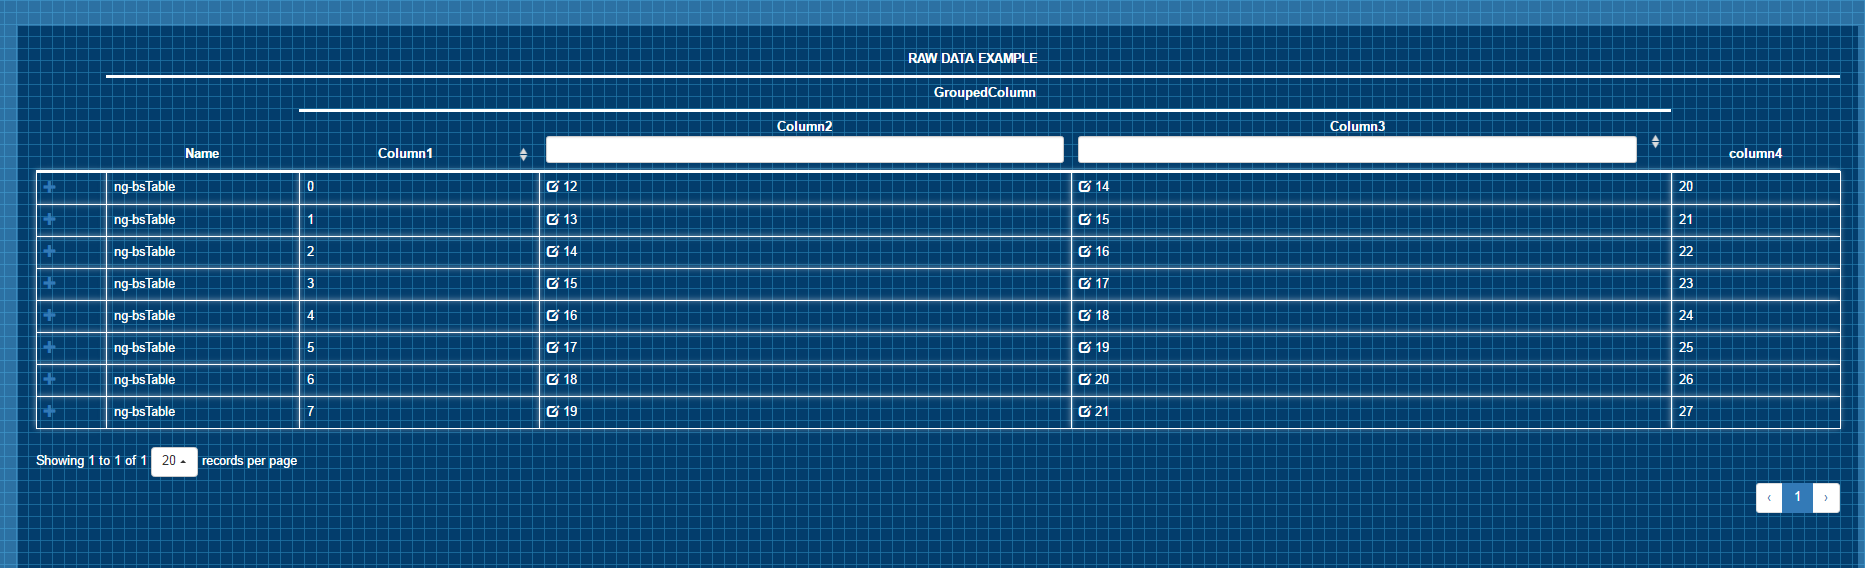 RAW DATA EXAMPLE
GroupedColumn
Column2 Column3
Name Column1 column4
ng-bsTable 0 12 14 20
ng-bsTable 1 13 15 21
ng-bsTable 2 14 16 22
ng-bsTable 3 15 17 23
ng-bsTable 4 16 18 24
ng-bsTable 5 17 19 25
ng-bsTable 6 18 20 26
ng-bsTable 7 19 21 27
Showing 1 to 1 of 1 20 records per page
‹ 1 ›